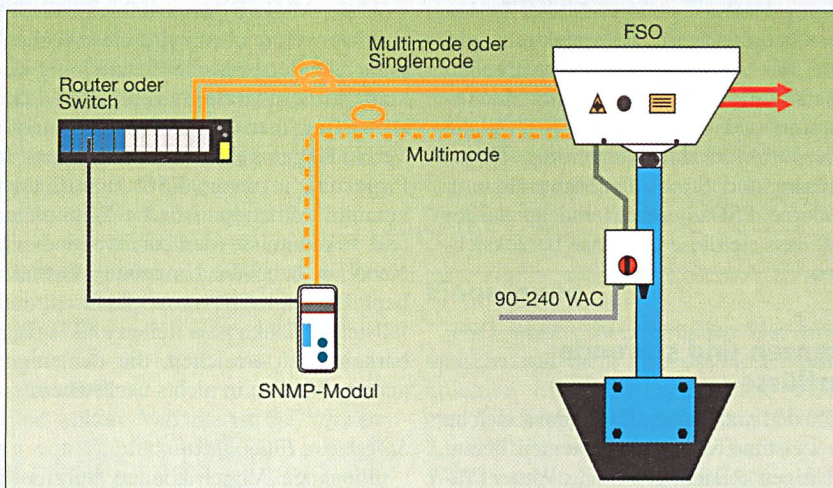 FSO
Multimode oder
Singlemode
Router oder
Switch
Multimode
90–240 VAC
SNMP-Modul